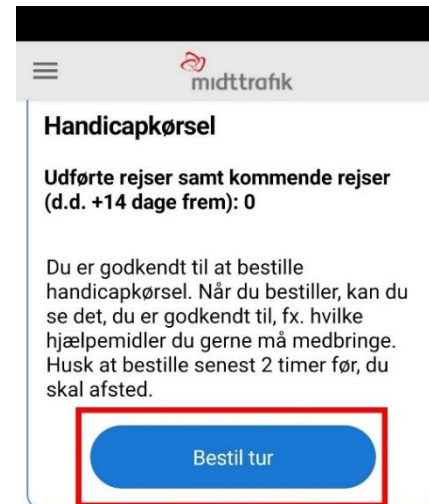 midttrafik
Handicapkørsel
Udførte rejser samt kommende rejser
(d.d. +14 dage frem): 0
Du er godkendt til at bestille
handicapkørsel. Når du bestiller, kan du
se det, du er godkendt til, fx. hvilke
hjælpemidler du gerne må medbringe.
Husk at bestille senest 2 timer før, du
skal afsted.
Bestil tur